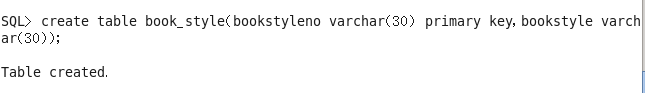 SQL> create table book_style(bookstyleno varchar(30) primary key,bookstyle varch
ar(30));
Table created.